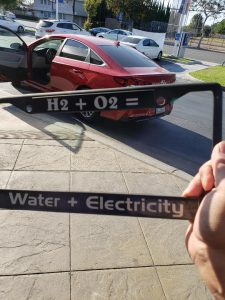 H2 + O2 =
Water + Electricity